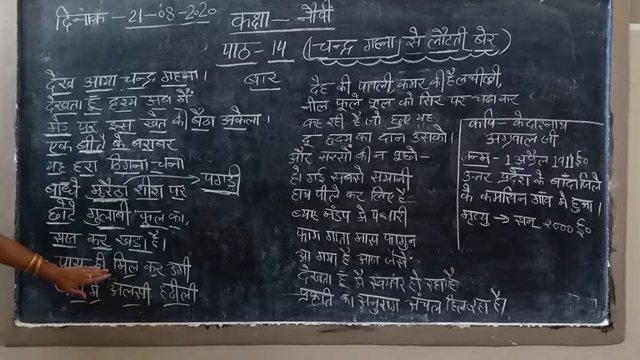 दिनांक - 21-08-2020
कक्षा - नौवीं
पाठ-14 (चन्द्र गहना से लौटती बेर)
बार
देख आया चन्द्र गहना।
देखता हूँ दृश्य अब मैं
मेड़ पर इस खेत की बैठा अकेला।
एक बीते के बराबर
यह हरा ठिगना चना
बाँधे मुरैठा शीश पर → पगड़ी
छोटे गुलाबी फूल का,
सज कर खड़ा है।
पास ही मिल कर उगी
में अलसी हठीली
देह की पतली, कमर की है लचीली,
नील फूले फूल को सिर पर चढ़ाकर
कह रही है जो छुए यह
दूँ हृदय का दान उसको।
और सरसों की न पूछो-
हो गई सबसे सयानी
हाथ पीले कर लिए हैं
ब्याह मंडप में पधारी
फाग गाता मास फागुन
आ गया है आज जैसे
देखता हूँ मैं स्वयंवर हो रहा है
प्रकृति का अनुराग अंचल हिल रहा है।
कवि- केदारनाथ
अग्रवाल जी
जन्म- 1 अप्रैल 1911 ई०
उत्तर प्रदेश के बाँदा जिले
के कमासिन गाँव में हुआ।
मृत्यु → सन् 2000 ई०